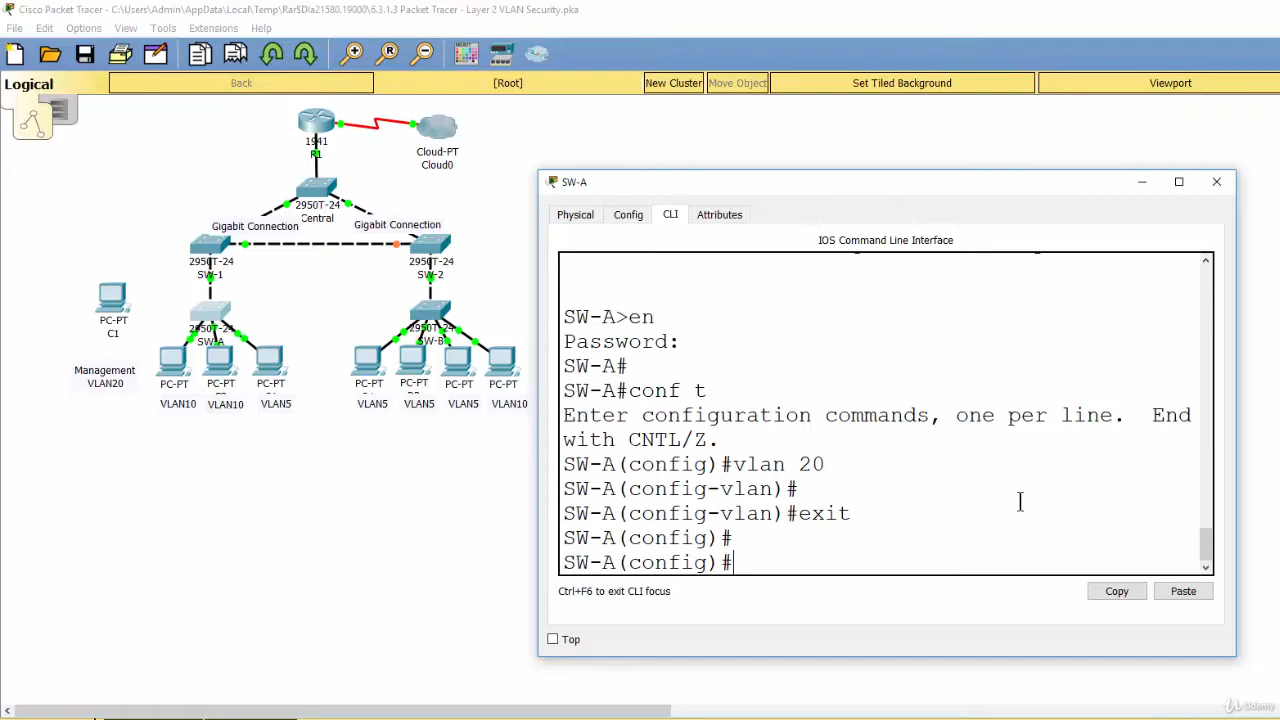 Cisco Packet Tracer - C:\Users\Admin\AppData\Local\Temp\Rar$DIa21580.19000\6.3.1.3 Packet Tracer - Layer 2 VLAN Security.pka
File Edit Options View Tools Extensions Help
Logical Back [Root] New Cluster Move Object Set Tiled Background Viewport
1941
R1
Cloud-PT
Cloud0
2950T-24
Central
Gigabit Connection
Gigabit Connection
2950T-24
SW-1
2950T-24
SW-2
PC-PT
C1
2950T-24
SW-A
2950T-24
SW-B
Management
VLAN20
PC-PT PC-PT PC-PT PC-PT PC-PT PC-PT PC-PT
VLAN10 VLAN10 VLAN5 VLAN5 VLAN5 VLAN5 VLAN10
SW-A
Physical Config CLI Attributes
IOS Command Line Interface
SW-A>en
Password:
SW-A#
SW-A#conf t
Enter configuration commands, one per line.  End
with CNTL/Z.
SW-A(config)#vlan 20
SW-A(config-vlan)#
SW-A(config-vlan)#exit
SW-A(config)#
SW-A(config)#
Ctrl+F6 to exit CLI focus
Copy Paste
Top
Udemy